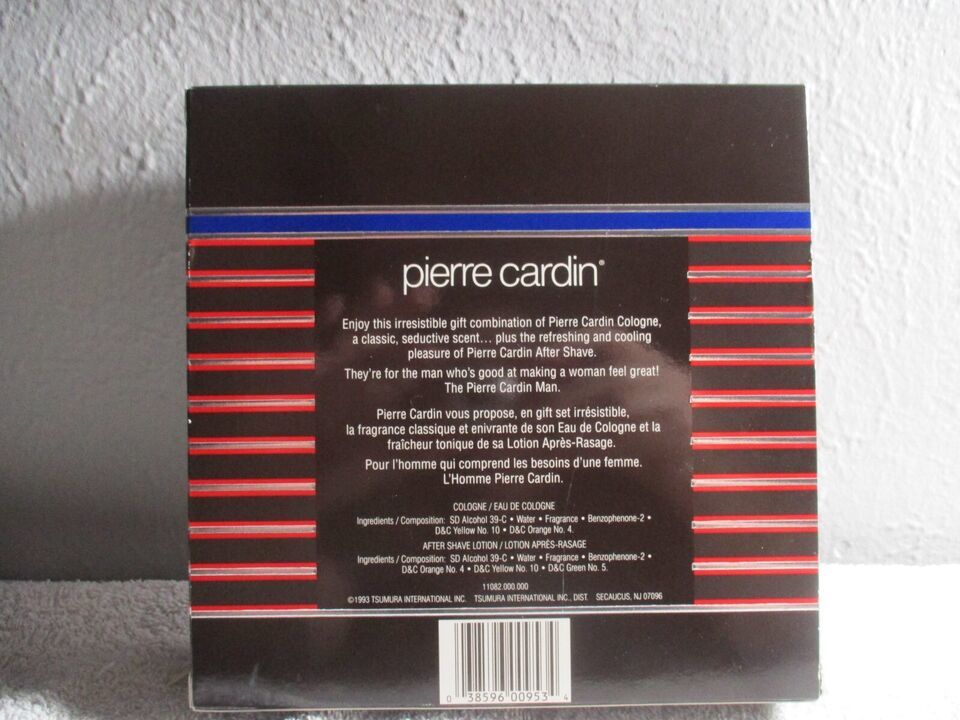 pierre cardin®
Enjoy this irresistible gift combination of Pierre Cardin Cologne,
a classic, seductive scent... plus the refreshing and cooling
pleasure of Pierre Cardin After Shave.
They're for the man who's good at making a woman feel great!
The Pierre Cardin Man.
Pierre Cardin vous propose, en gift set irrésistible,
la fragrance classique et enivrante de son Eau de Cologne et la
fraîcheur tonique de sa Lotion Après-Rasage.
Pour l'homme qui comprend les besoins d'une femme.
L'Homme Pierre Cardin.
COLOGNE / EAU DE COLOGNE
Ingredients / Composition: SD Alcohol 39-C • Water • Fragrance • Benzophenone-2 •
D&C Yellow No. 10 • D&C Orange No. 4.
AFTER SHAVE LOTION / LOTION APRÈS-RASAGE
Ingredients / Composition: SD Alcohol 39-C • Water • Fragrance • Benzophenone-2 •
D&C Orange No. 4 • D&C Yellow No. 10 • D&C Green No. 5.
11082.000.000
©1993 TSUMURA INTERNATIONAL INC. TSUMURA INTERNATIONAL INC., DIST. SECAUCUS, NJ 07096
0 38596 00953 4